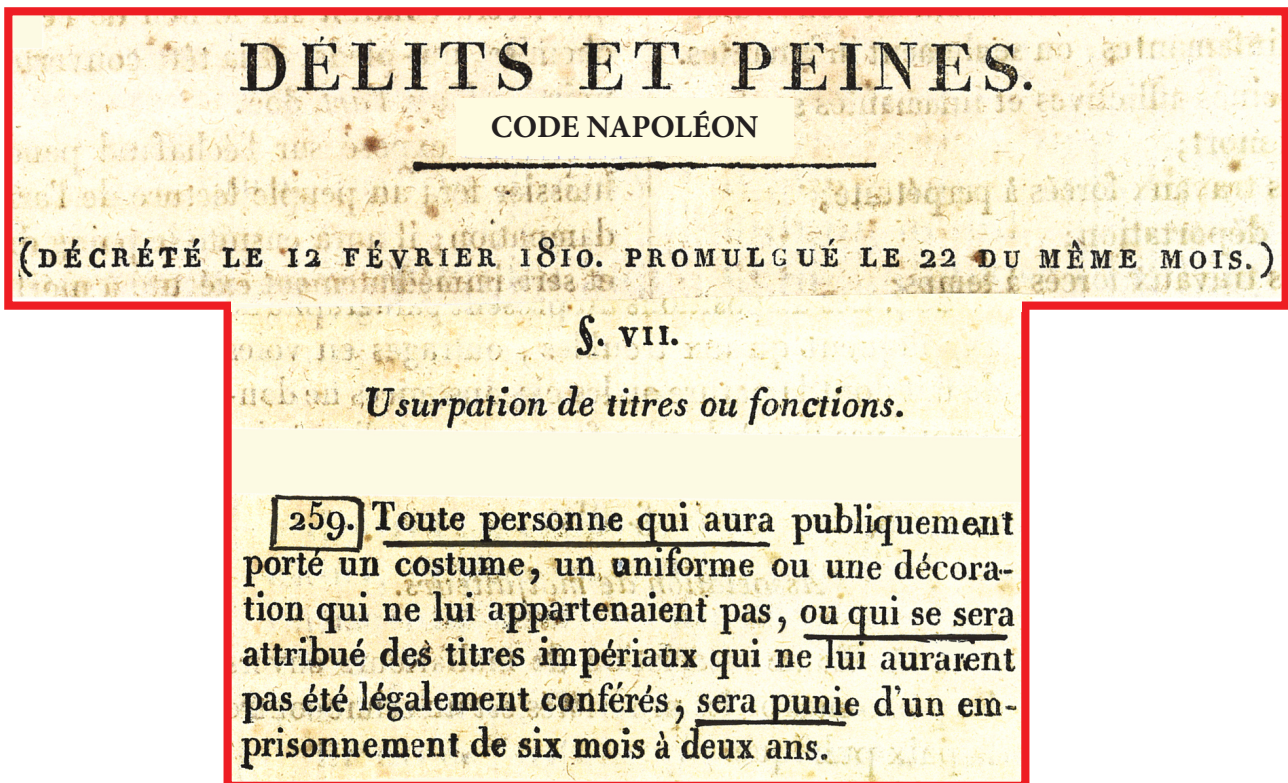 DÉLITS ET PEINES.
CODE NAPOLÉON
(DÉCRÉTÉ LE 12 FÉVRIER 1810. PROMULGUÉ LE 22 DU MÊME MOIS.)
§. VII.
Usurpation de titres ou fonctions.
259. Toute personne qui aura publiquement
porté un costume, un uniforme ou une décora-
tion qui ne lui appartenaient pas, ou qui se sera
attribué des titres impériaux qui ne lui auraient
pas été légalement conférés, sera punie d'un em-
prisonnement de six mois à deux ans.